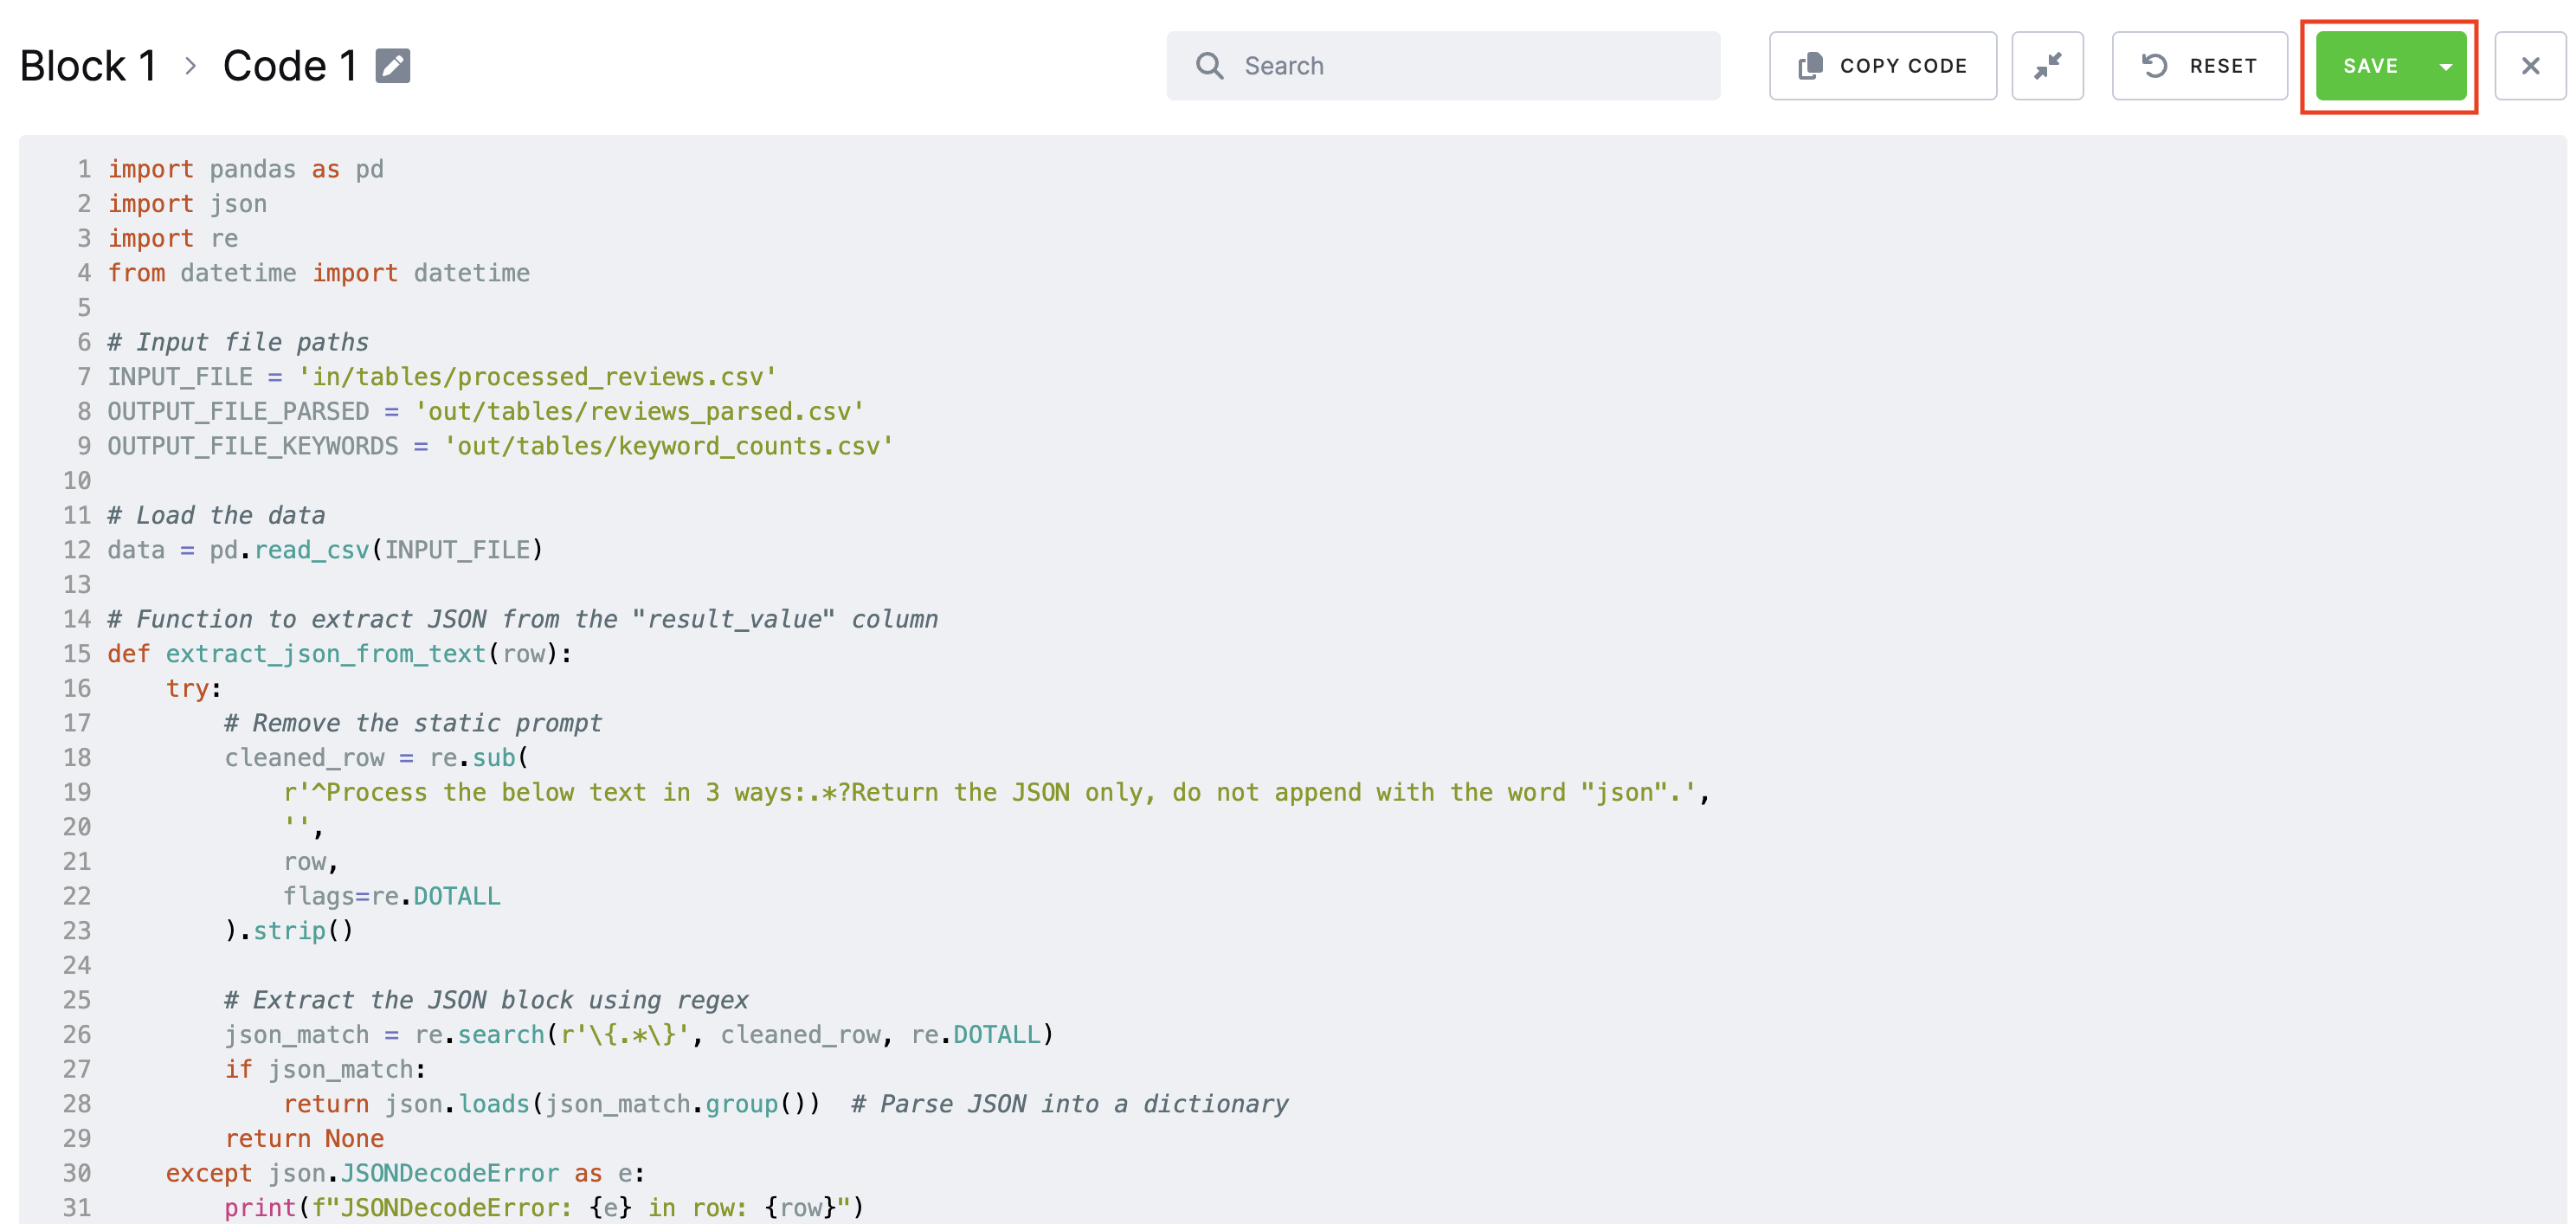 Block 1 > Code 1
Search
COPY CODE
RESET
SAVE
1 import pandas as pd
2 import json
3 import re
4 from datetime import datetime
5
6 # Input file paths
7 INPUT_FILE = 'in/tables/processed_reviews.csv'
8 OUTPUT_FILE_PARSED = 'out/tables/reviews_parsed.csv'
9 OUTPUT_FILE_KEYWORDS = 'out/tables/keyword_counts.csv'
10
11 # Load the data
12 data = pd.read_csv(INPUT_FILE)
13
14 # Function to extract JSON from the "result_value" column
15 def extract_json_from_text(row):
16     try:
17         # Remove the static prompt
18         cleaned_row = re.sub(
19             r'^Process the below text in 3 ways:.*?Return the JSON only, do not append with the word "json".',
20             '',
21             row,
22             flags=re.DOTALL
23         ).strip()
24
25         # Extract the JSON block using regex
26         json_match = re.search(r'\{.*\}', cleaned_row, re.DOTALL)
27         if json_match:
28             return json.loads(json_match.group())  # Parse JSON into a dictionary
29         return None
30     except json.JSONDecodeError as e:
31         print(f"JSONDecodeError: {e} in row: {row}")